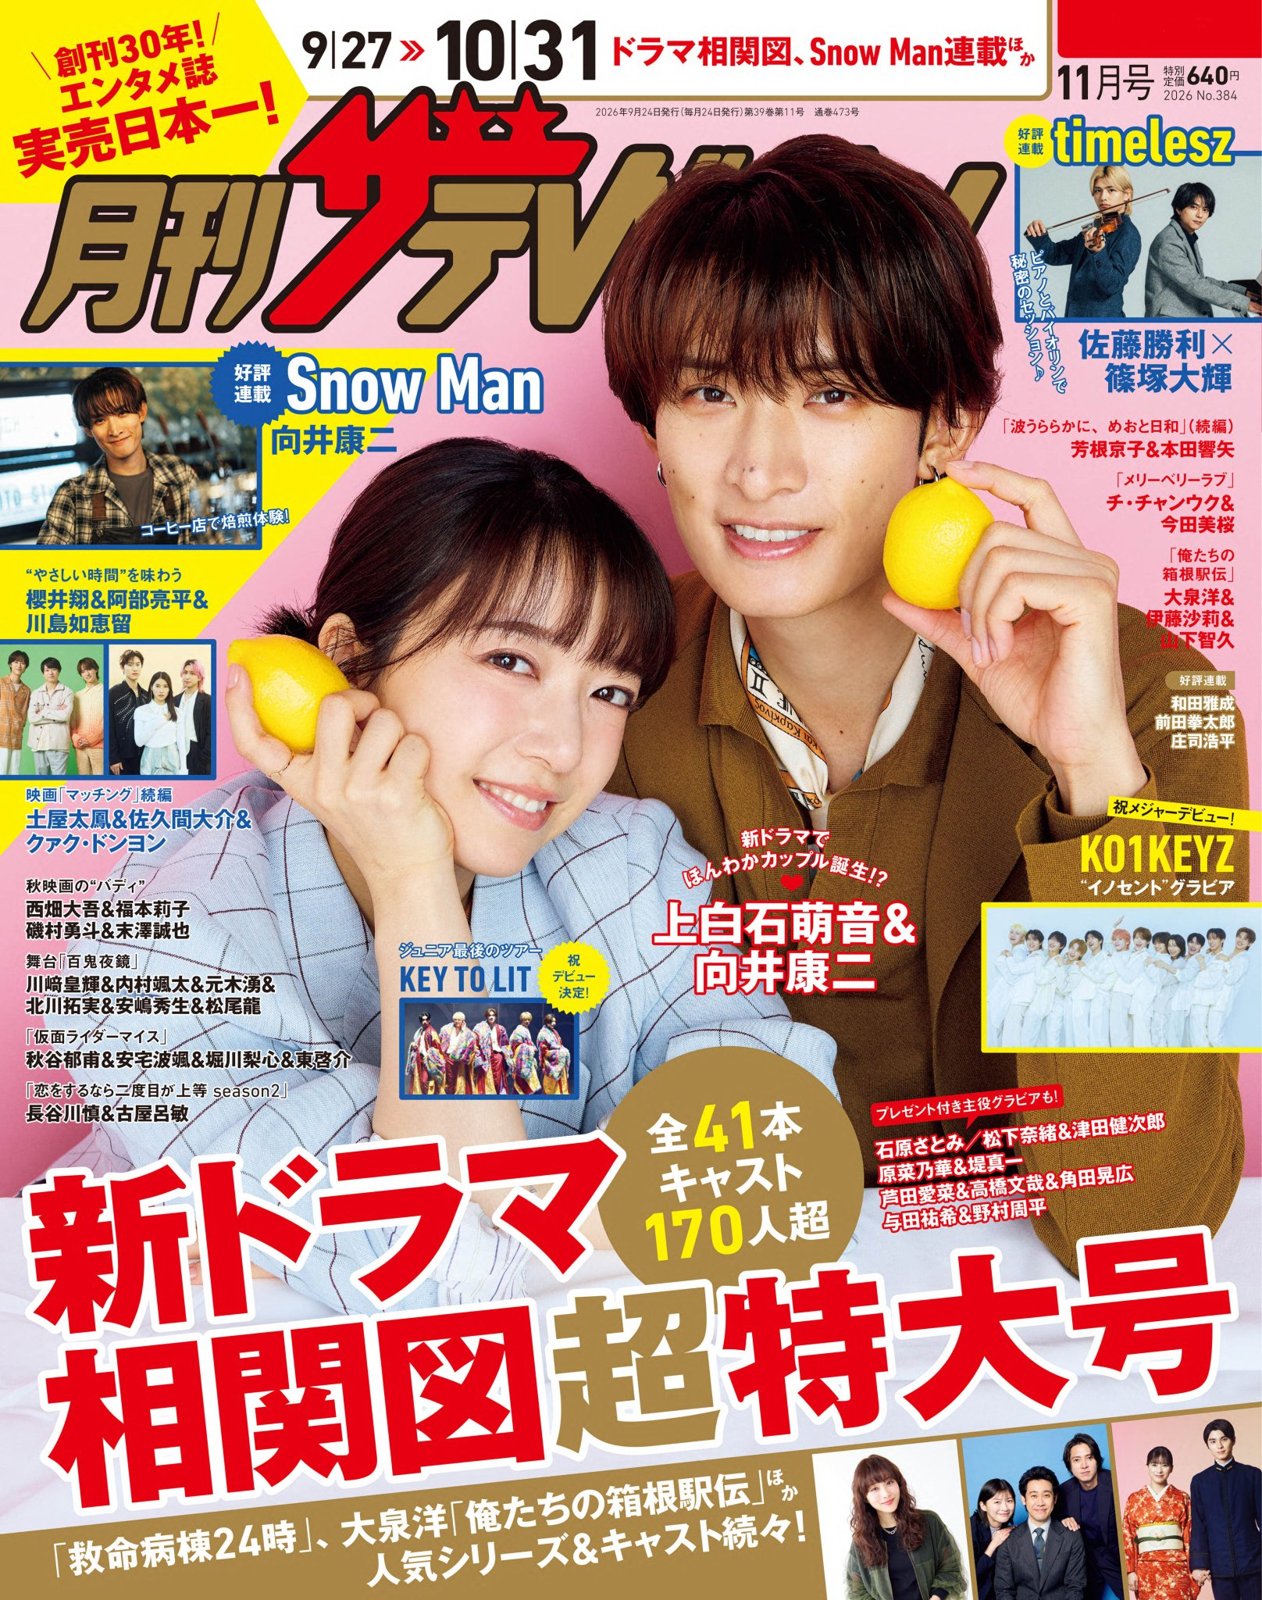 創刊30年!
エンタメ誌
実売日本一!
9|27 » 10|31 ドラマ相関図、Snow Man連載ほか
11月号 特別定価640円
2026 No.384
2026年9月24日発行(毎月24日発行)第39巻第11号 通巻473号
月刊ザテレビジョン
好評連載 timelesz
ピアノとバイオリンで
秘密のセッション♪
佐藤勝利×
篠塚大輝
好評連載 Snow Man
向井康二
コーヒー店で焙煎体験!
“やさしい時間”を味わう
櫻井翔&阿部亮平&
川島如恵留
映画「マッチング」続編
土屋太鳳&佐久間大介&
クァク・ドンヨン
秋映画の“バディ”
西畑大吾&福本莉子
磯村勇斗&末澤誠也
舞台「百鬼夜鏡」
川﨑皇輝&内村颯太&元木湧&
北川拓実&安嶋秀生&松尾龍
「仮面ライダーマイス」
秋谷郁甫&安宅波颯&堀川梨心&東啓介
「恋をするなら二度目が上等 season2」
長谷川慎&古屋呂敏
「波うららかに、めおと日和」(続編)
芳根京子&本田響矢
「メリーベリーラブ」
チ・チャンウク&
今田美桜
「俺たちの
箱根駅伝」
大泉洋&
伊藤沙莉&
山下智久
好評連載
和田雅成
前田拳太郎
庄司浩平
祝メジャーデビュー!
KO1KEYZ
“イノセント”グラビア
新ドラマで
ほんわかカップル誕生!?
上白石萌音&
向井康二
ジュニア最後のツアー
KEY TO LIT
祝
デビュー
決定!
全41本
キャスト
170人超
プレゼント付き主役グラビアも!
石原さとみ/松下奈緒&津田健次郎
原菜乃華&堤真一
芦田愛菜&高橋文哉&角田晃広
与田祐希&野村周平
新ドラマ
相関図超特大号
「救命病棟24時」、大泉洋「俺たちの箱根駅伝」ほか
人気シリーズ&キャスト続々!